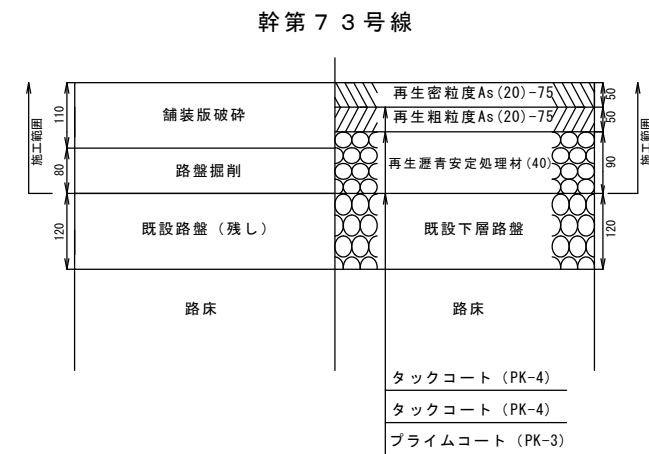 幹第73号線
施工範囲
110
舗装版破砕
再生密粒度As(20)-75
50
再生粗粒度As(20)-75
50
施工範囲
80
路盤掘削
再生瀝青安定処理材(40)
90
120
既設路盤(残し)
既設下層路盤
120
路床
路床
タックコート(PK-4)
タックコート(PK-4)
プライムコート(PK-3)